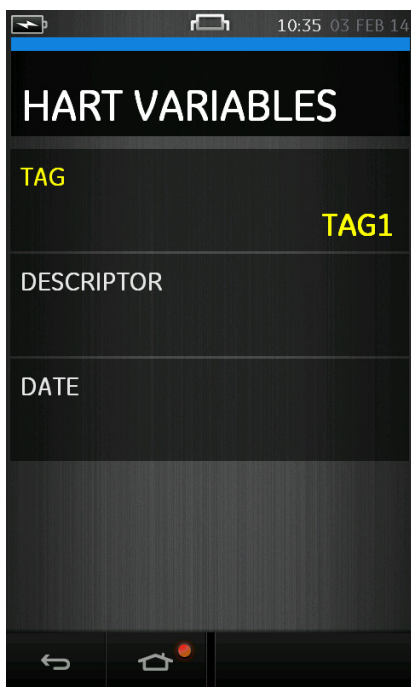 10:35 03 FEB 14
HART VARIABLES
TAG
TAG1
DESCRIPTOR
DATE